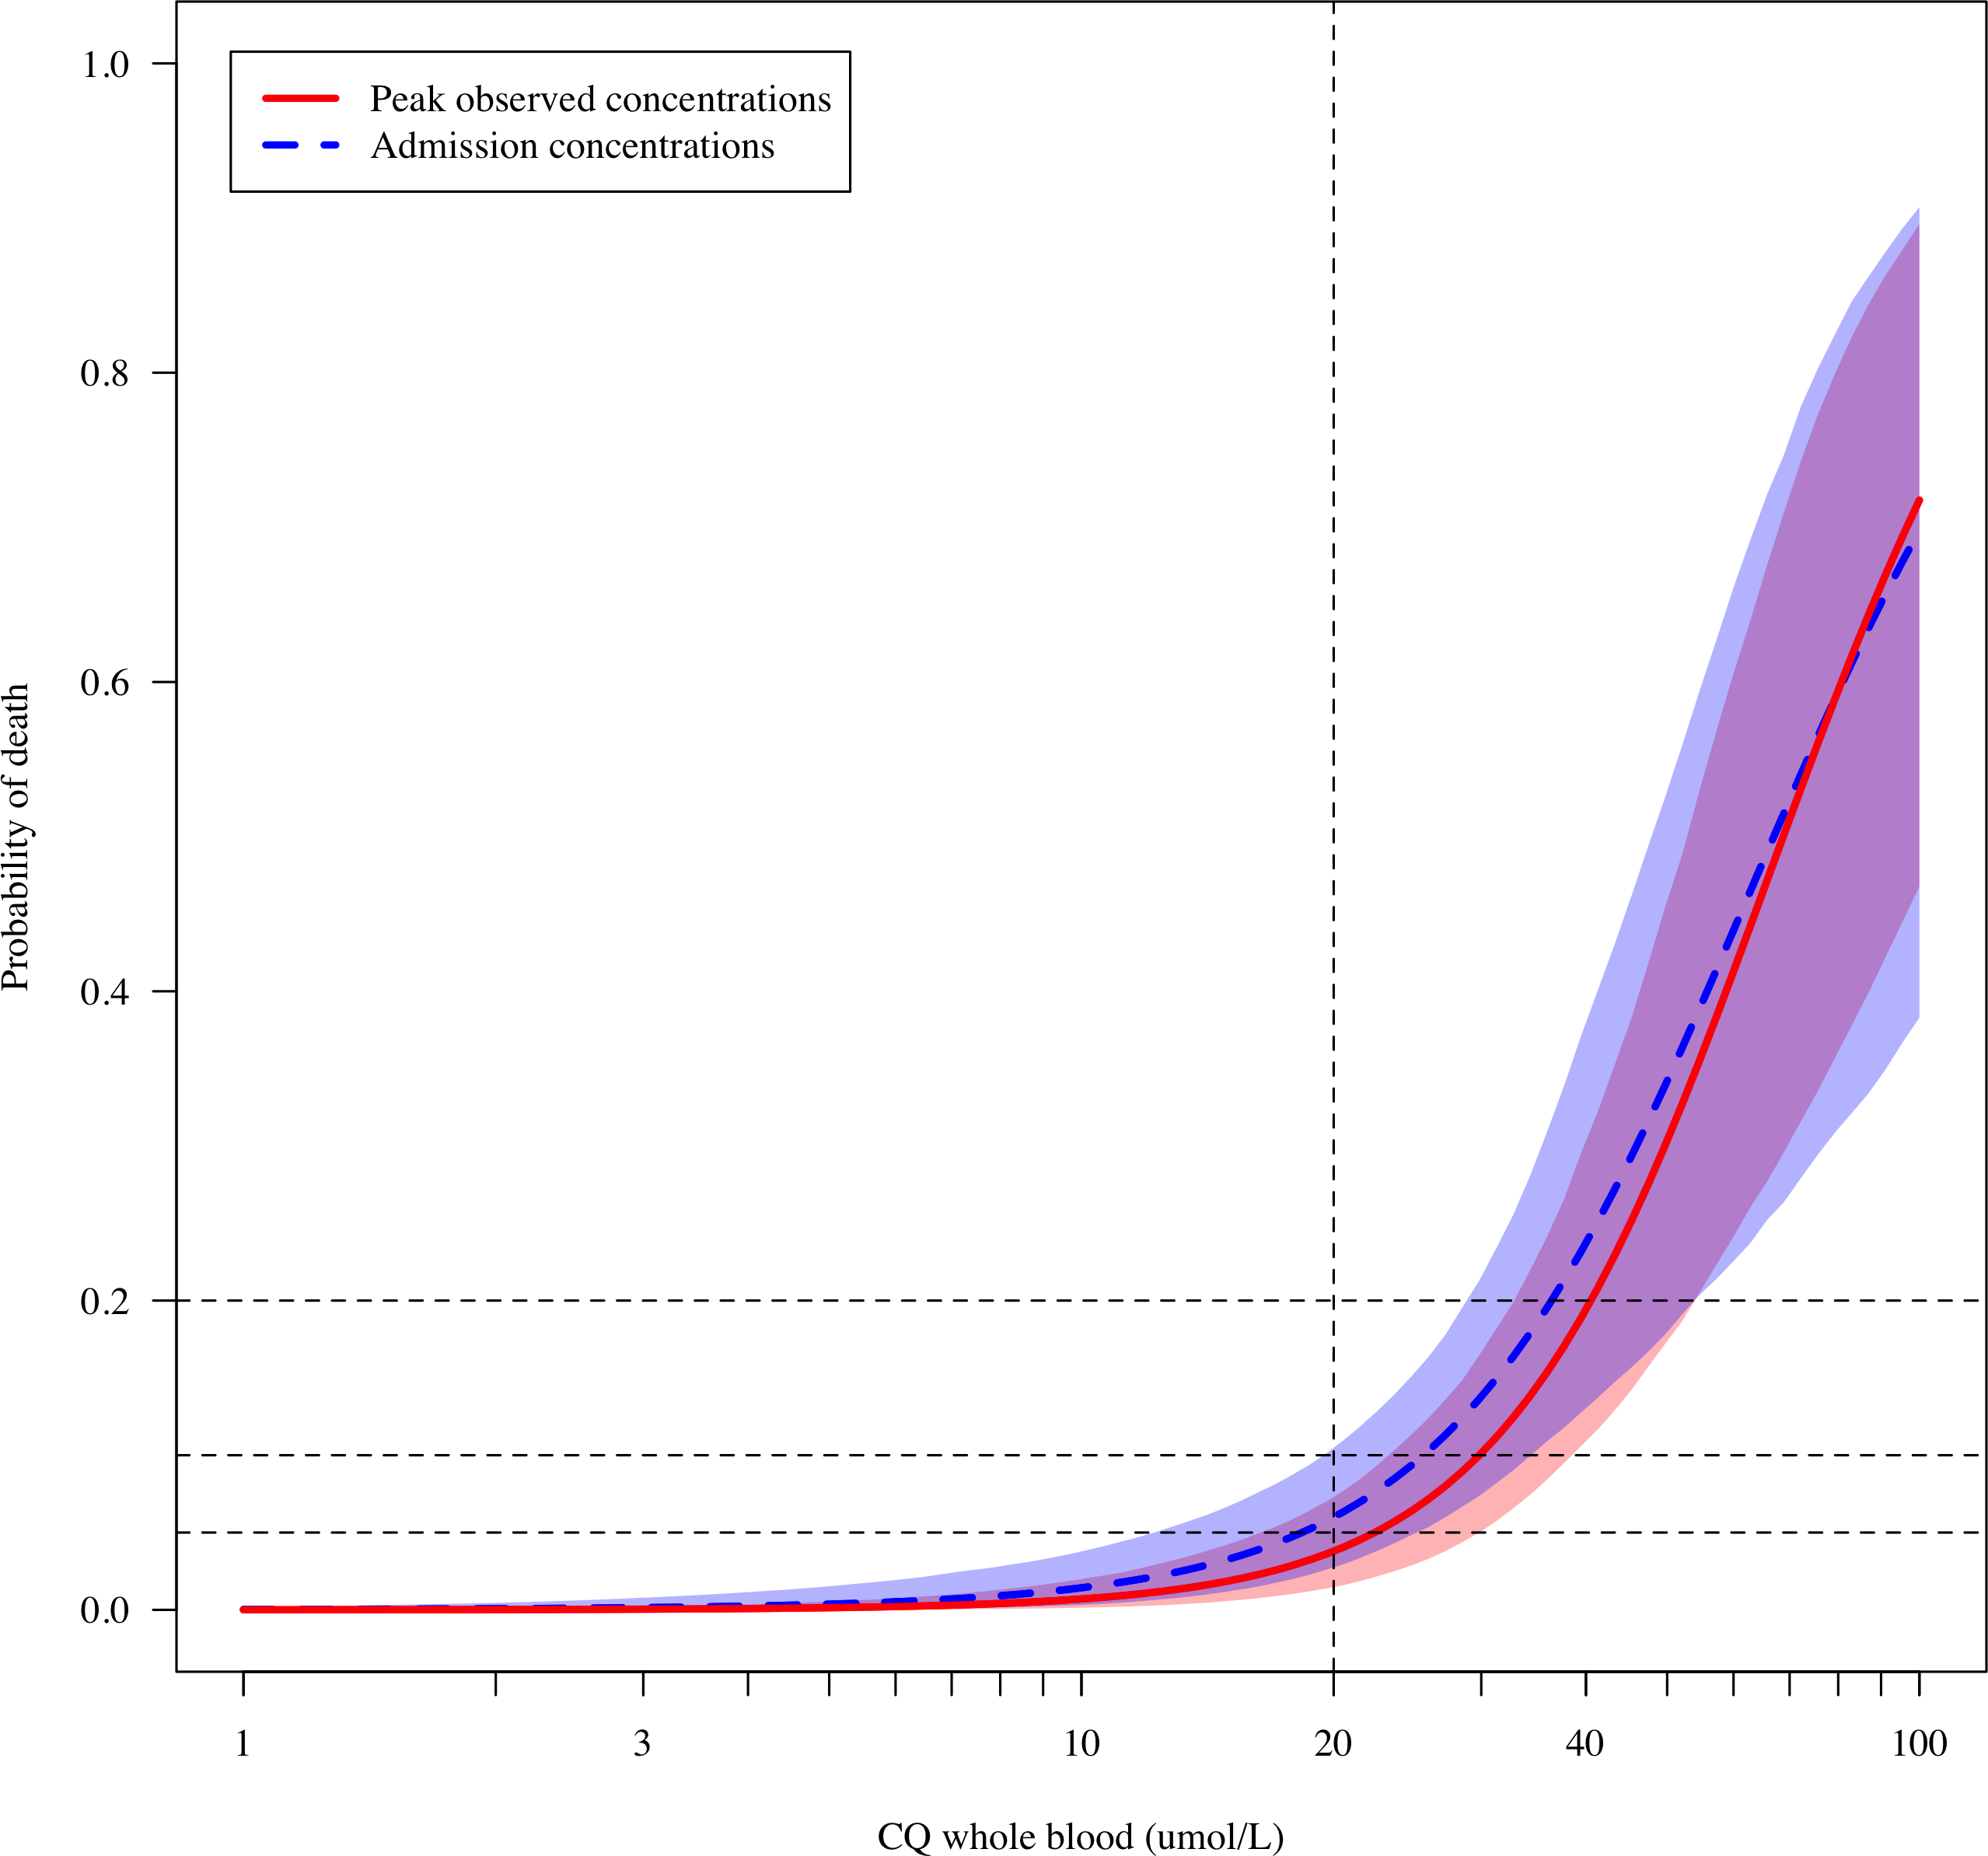 Peak observed concentrations
Admission concentrations
Probability of death
1.0
0.8
0.6
0.4
0.2
0.0
1 3 10 20 40 100
CQ whole blood (umol/L)